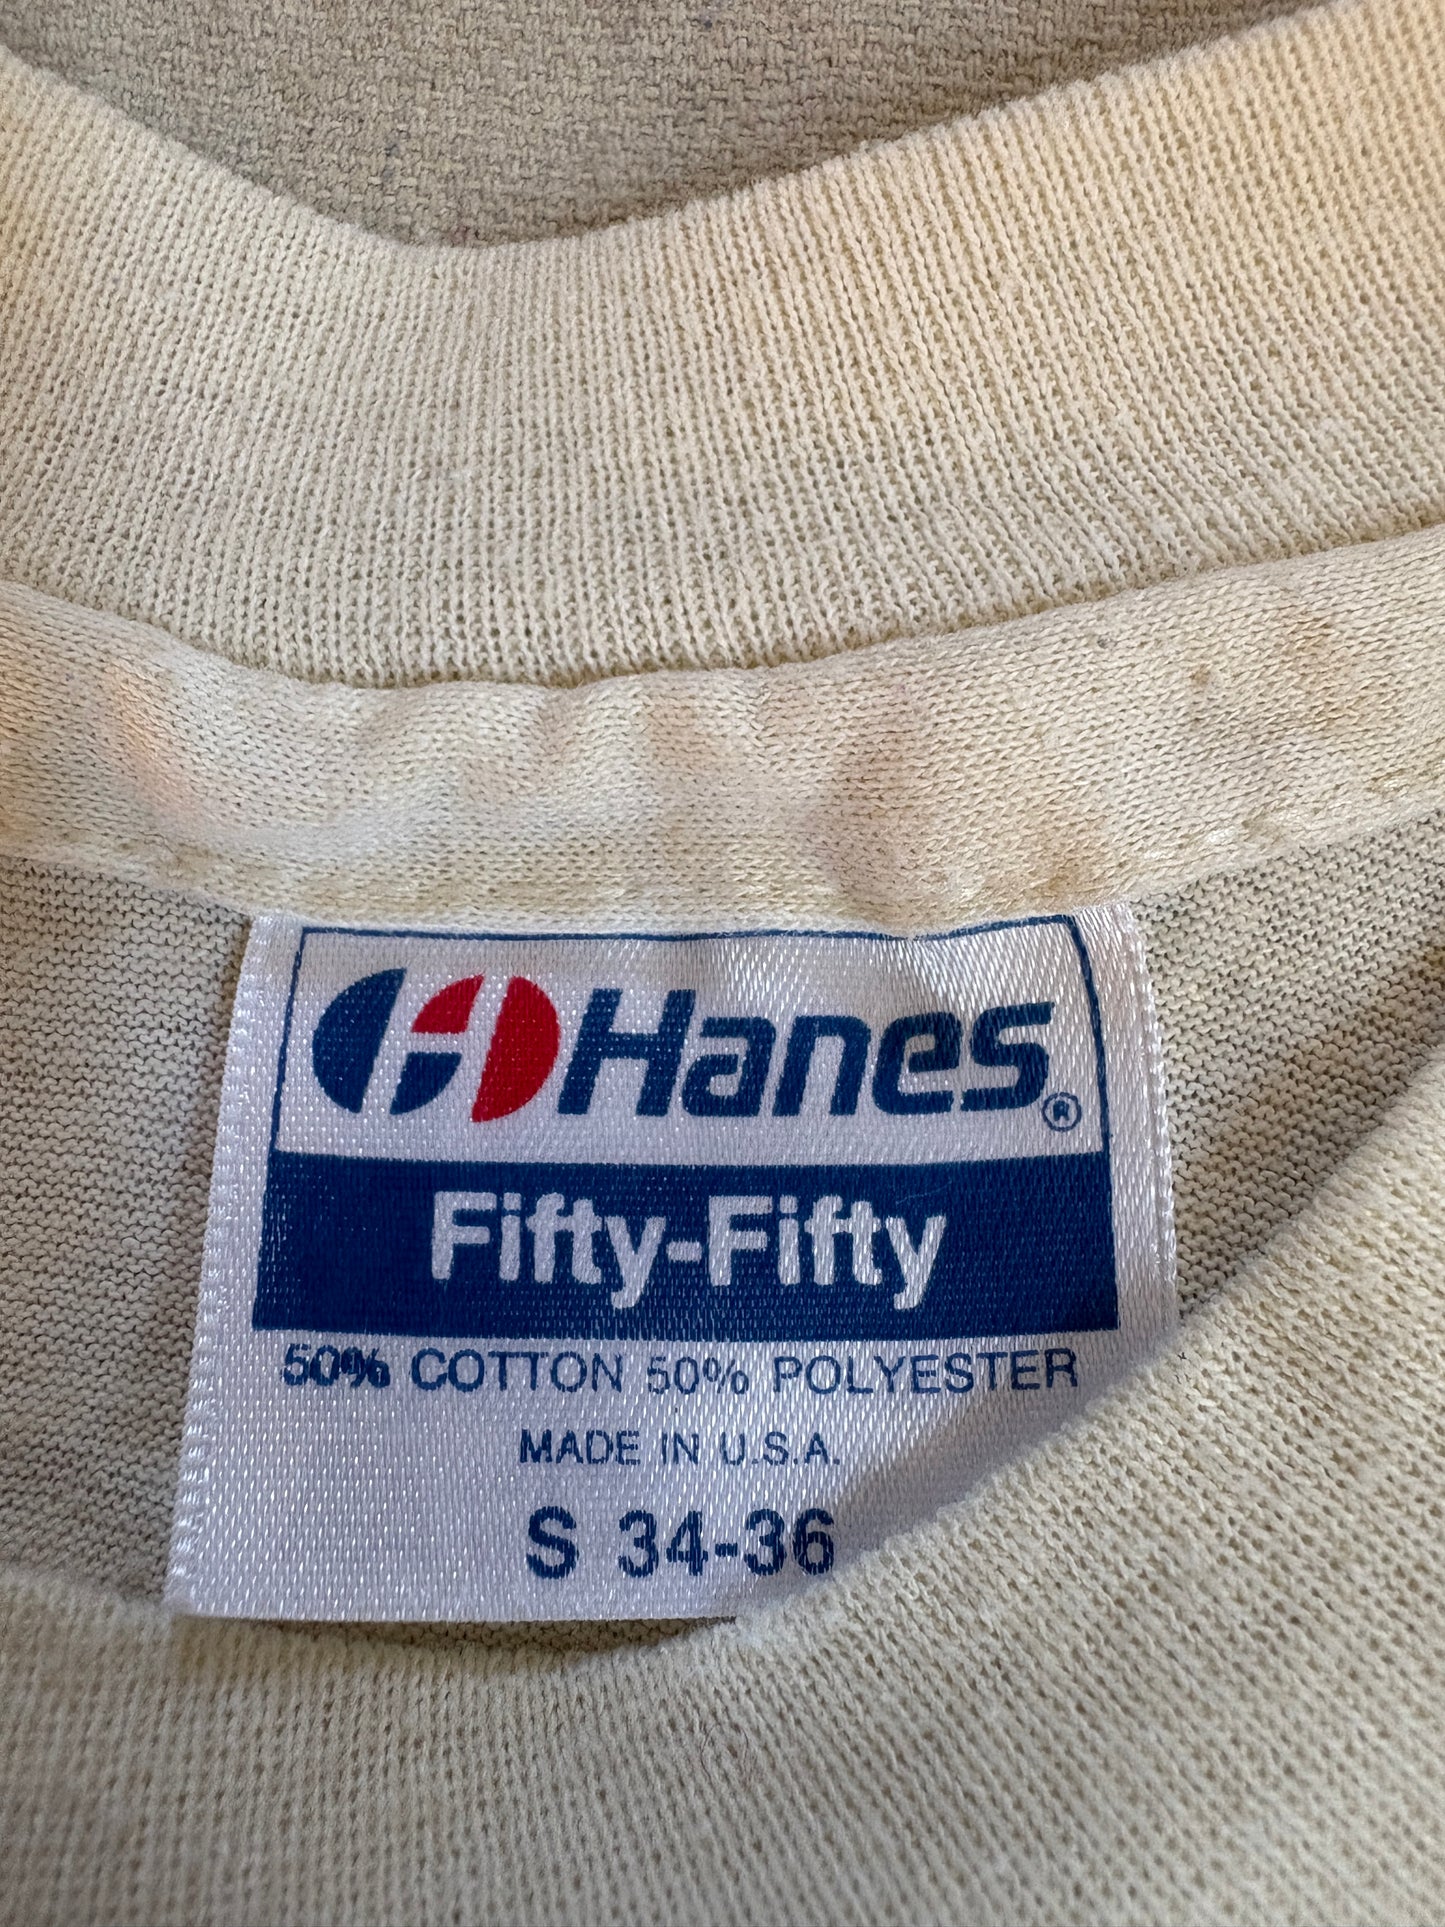 Hanes®
Fifty-Fifty
50% COTTON 50% POLYESTER
MADE IN U.S.A.
S 34-36